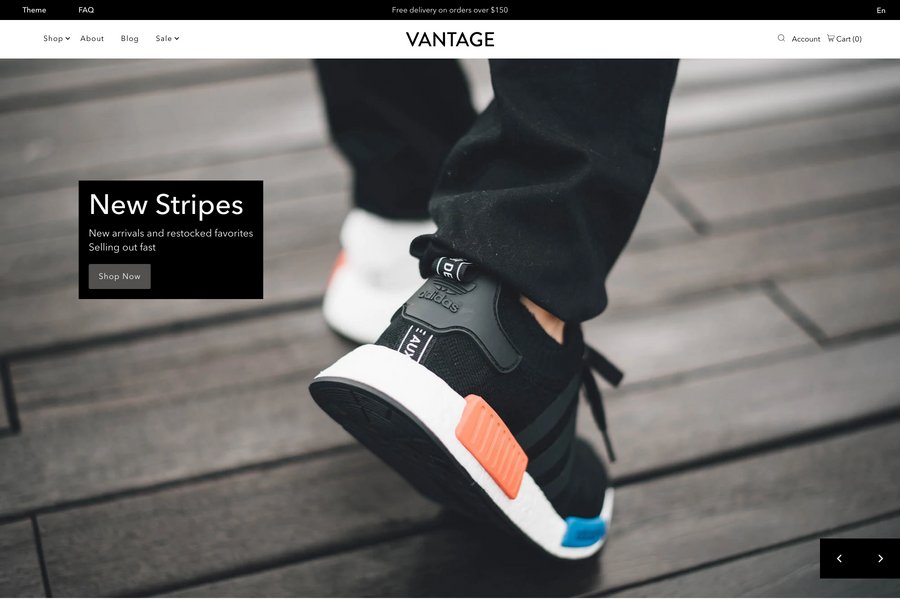 Theme
FAQ
Free delivery on orders over $150
En
Shop
About
Blog
Sale
VANTAGE
Account
Cart (0)
New Stripes
New arrivals and restocked favorites
Selling out fast
Shop Now
adidas